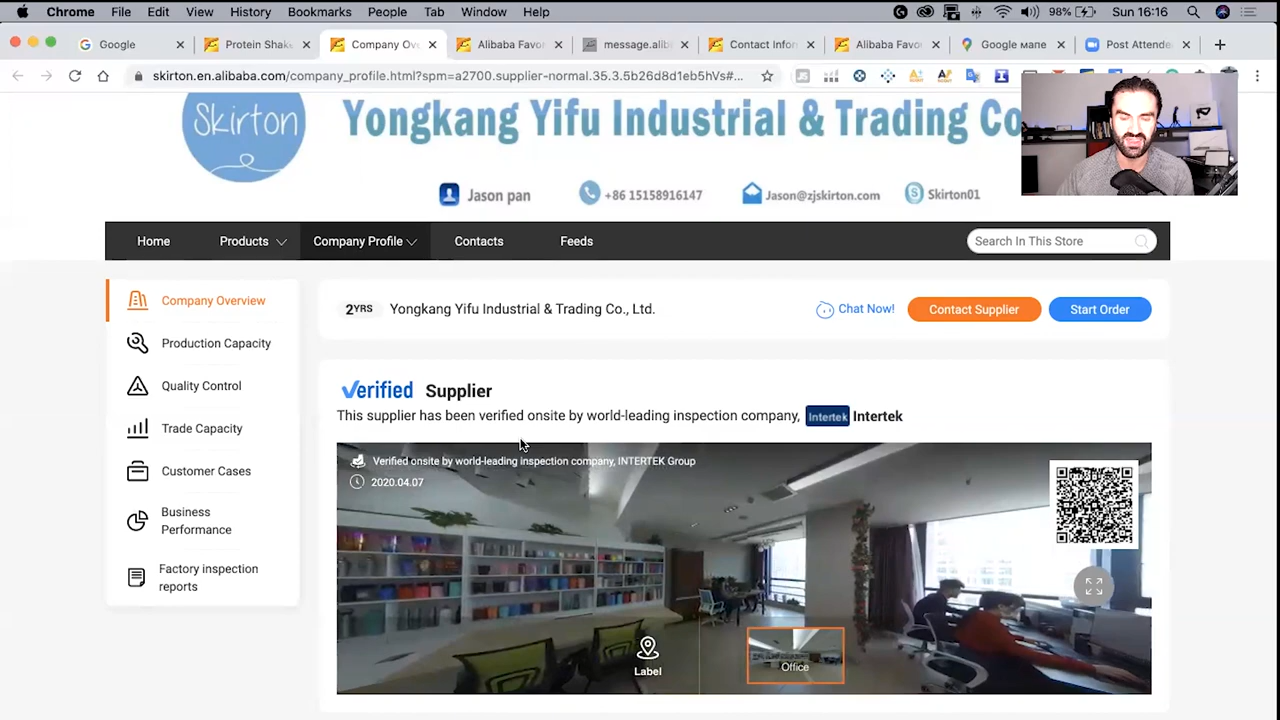 Chrome File Edit View History Bookmarks People Tab Window Help 98% Sun 16:16
Google Protein Shak Company Ov Alibaba Favo message.alib Contact Infor Alibaba Favo Google мапе Post Attende
skirton.en.alibaba.com/company_profile.html?spm=a2700.supplier-normal.35.3.5b26d8d1eb5hVs#...
Skirton Yongkang Yifu Industrial & Trading Co
Jason pan +86 15158916147 Jason@zjskirton.com Skirton01
Home Products Company Profile Contacts Feeds Search In This Store
Company Overview
Production Capacity
Quality Control
Trade Capacity
Customer Cases
Business
Performance
Factory inspection
reports
2YRS Yongkang Yifu Industrial & Trading Co., Ltd. Chat Now! Contact Supplier Start Order
Verified Supplier
This supplier has been verified onsite by world-leading inspection company, Intertek Intertek
Verified onsite by world-leading inspection company, INTERTEK Group
2020.04.07
Label
Office